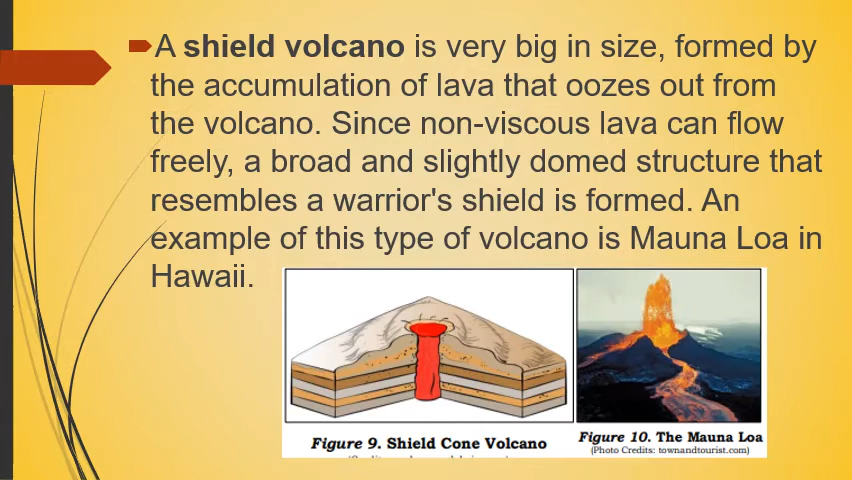 A shield volcano is very big in size, formed by
the accumulation of lava that oozes out from
the volcano. Since non-viscous lava can flow
freely, a broad and slightly domed structure that
resembles a warrior's shield is formed. An
example of this type of volcano is Mauna Loa in
Hawaii.
Figure 9. Shield Cone Volcano
Figure 10. The Mauna Loa
(Photo Credits: townandtourist.com)